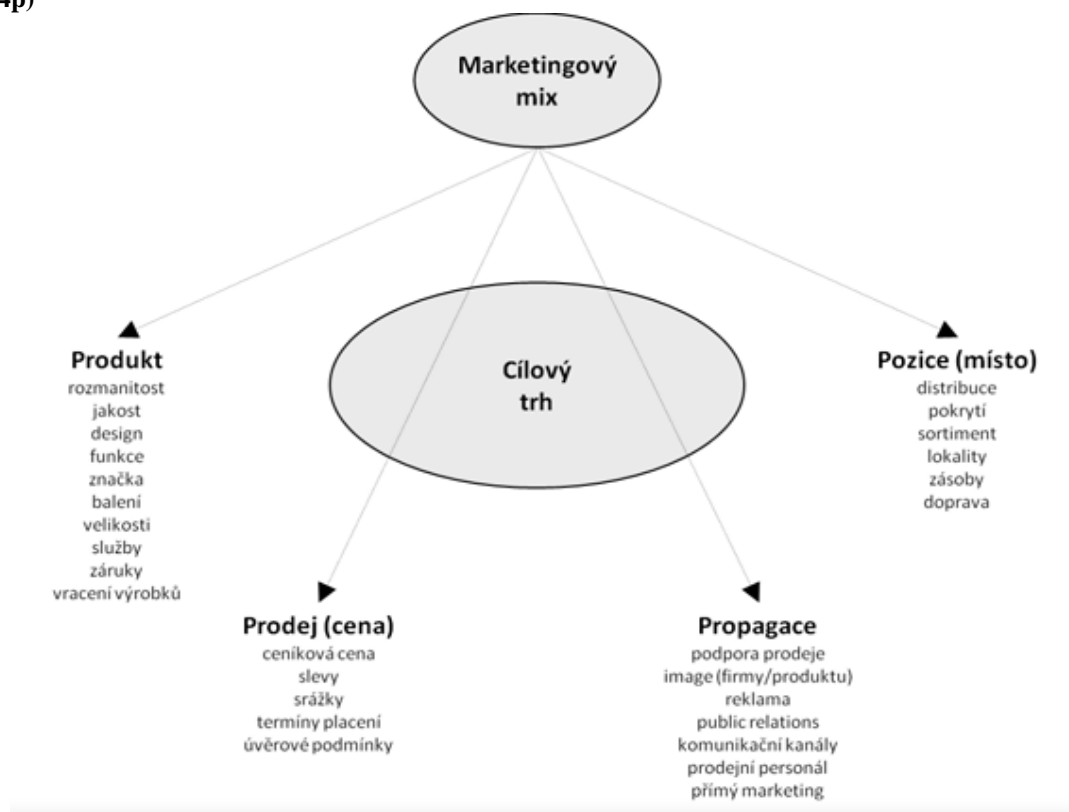 4p)
Marketingový
mix
Cílový
trh
Produkt
rozmanitost
jakost
design
funkce
značka
balení
velikosti
služby
záruky
vracení výrobků
Prodej (cena)
ceníková cena
slevy
srážky
termíny placení
úvěrové podmínky
Propagace
podpora prodeje
image (firmy/produktu)
reklama
public relations
komunikační kanály
prodejní personál
přímý marketing
Pozice (místo)
distribuce
pokrytí
sortiment
lokality
zásoby
doprava